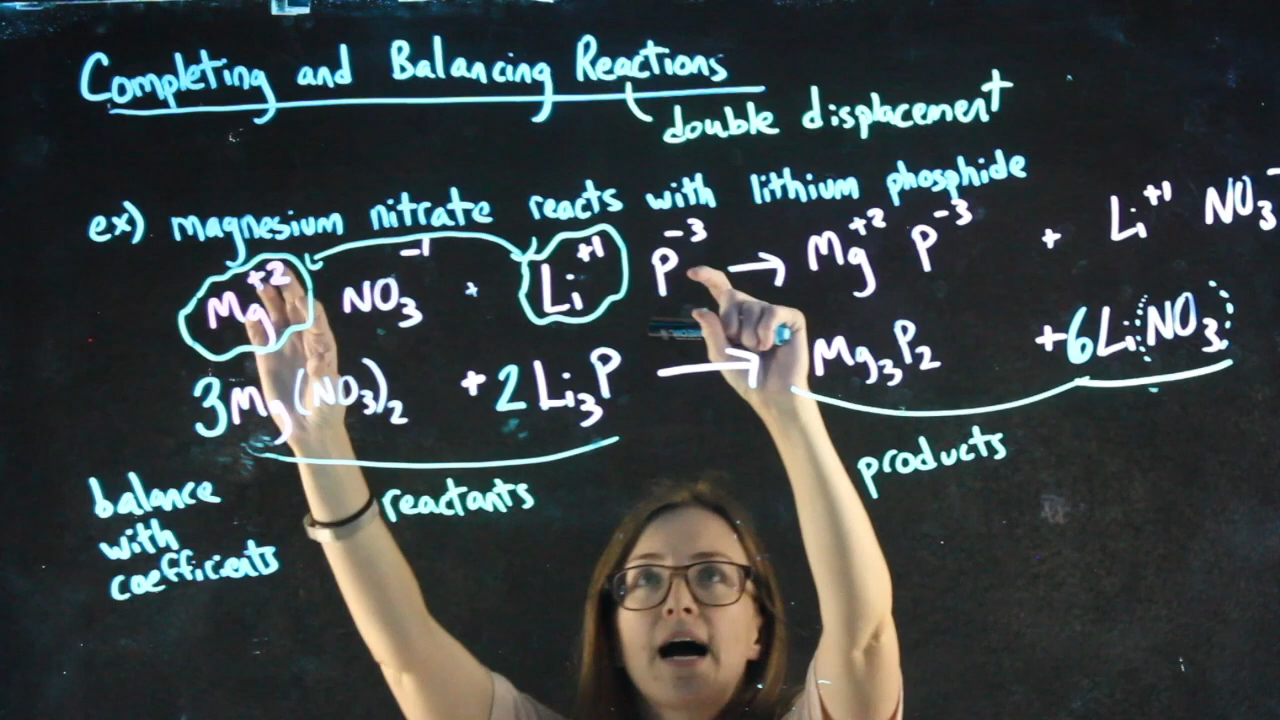 Completing and Balancing Reactions
double displacement
ex) magnesium nitrate reacts with lithium phosphide
Mg⁺² NO₃⁻¹ + Li⁺¹ P⁻³ → Mg⁺² P⁻³ + Li⁺¹ NO₃⁻
3Mg(NO₃)₂ + 2Li₃P → Mg₃P₂ + 6LiNO₃
reactants
products
balance
with
coefficients